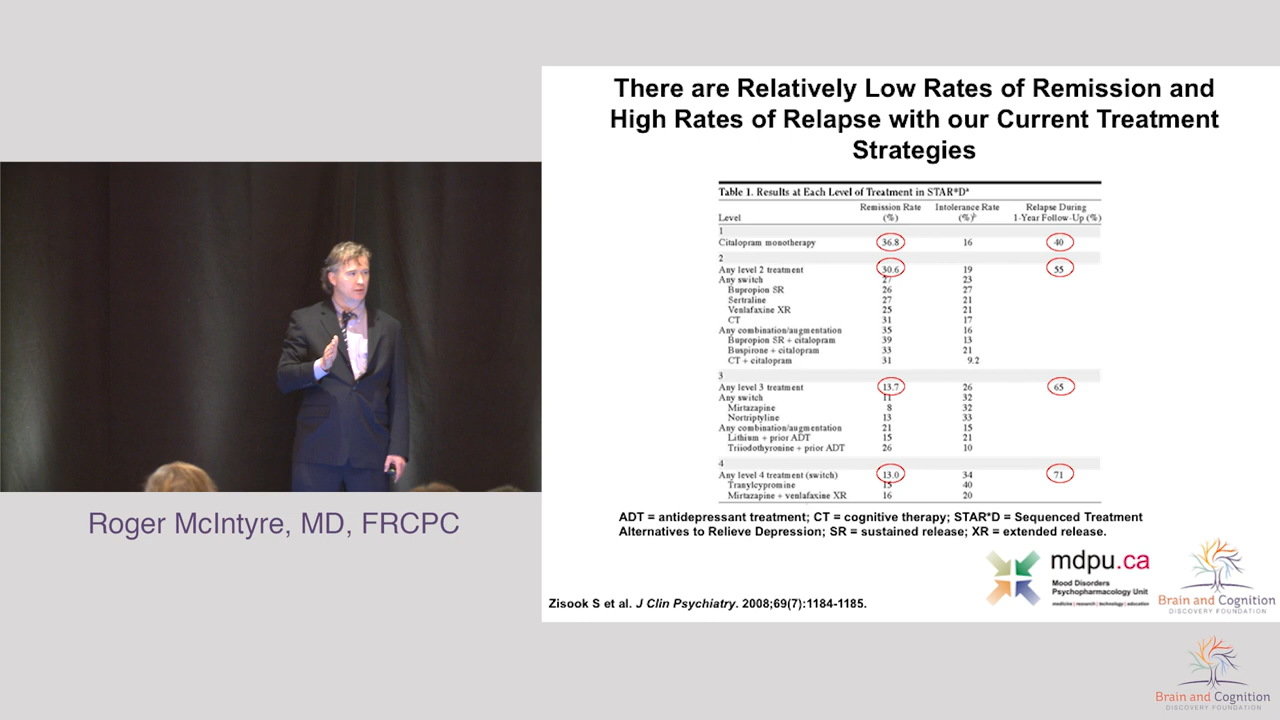 There are Relatively Low Rates of Remission and
High Rates of Relapse with our Current Treatment
Strategies
Table 1. Results at Each Level of Treatment in STAR*Dª
Level Remission Rate (%) Intolerance Rate (%)ᵇ Relapse During 1-Year Follow-Up (%)
1
Citalopram monotherapy 36.8 16 40
2
Any level 2 treatment 30.6 19 55
Any switch 27 23
Bupropion SR 26 27
Sertraline 27 21
Venlafaxine XR 25 21
CT 31 17
Any combination/augmentation 35 16
Bupropion SR + citalopram 39 13
Buspirone + citalopram 33 21
CT + citalopram 31 9.2
3
Any level 3 treatment 13.7 26 65
Any switch 11 32
Mirtazapine 8 32
Nortriptyline 13 33
Any combination/augmentation 21 15
Lithium + prior ADT 15 21
Triiodothyronine + prior ADT 26 10
4
Any level 4 treatment (switch) 13.0 34 71
Tranylcypromine 15 40
Mirtazapine + venlafaxine XR 16 20
ADT = antidepressant treatment; CT = cognitive therapy; STAR*D = Sequenced Treatment
Alternatives to Relieve Depression; SR = sustained release; XR = extended release.
mdpu.ca
Mood Disorders
Psychopharmacology Unit
medicine | research | technology | education
Brain and Cognition
DISCOVERY FOUNDATION
Zisook S et al. J Clin Psychiatry. 2008;69(7):1184-1185.
Roger McIntyre, MD, FRCPC
Brain and Cognition
DISCOVERY FOUNDATION